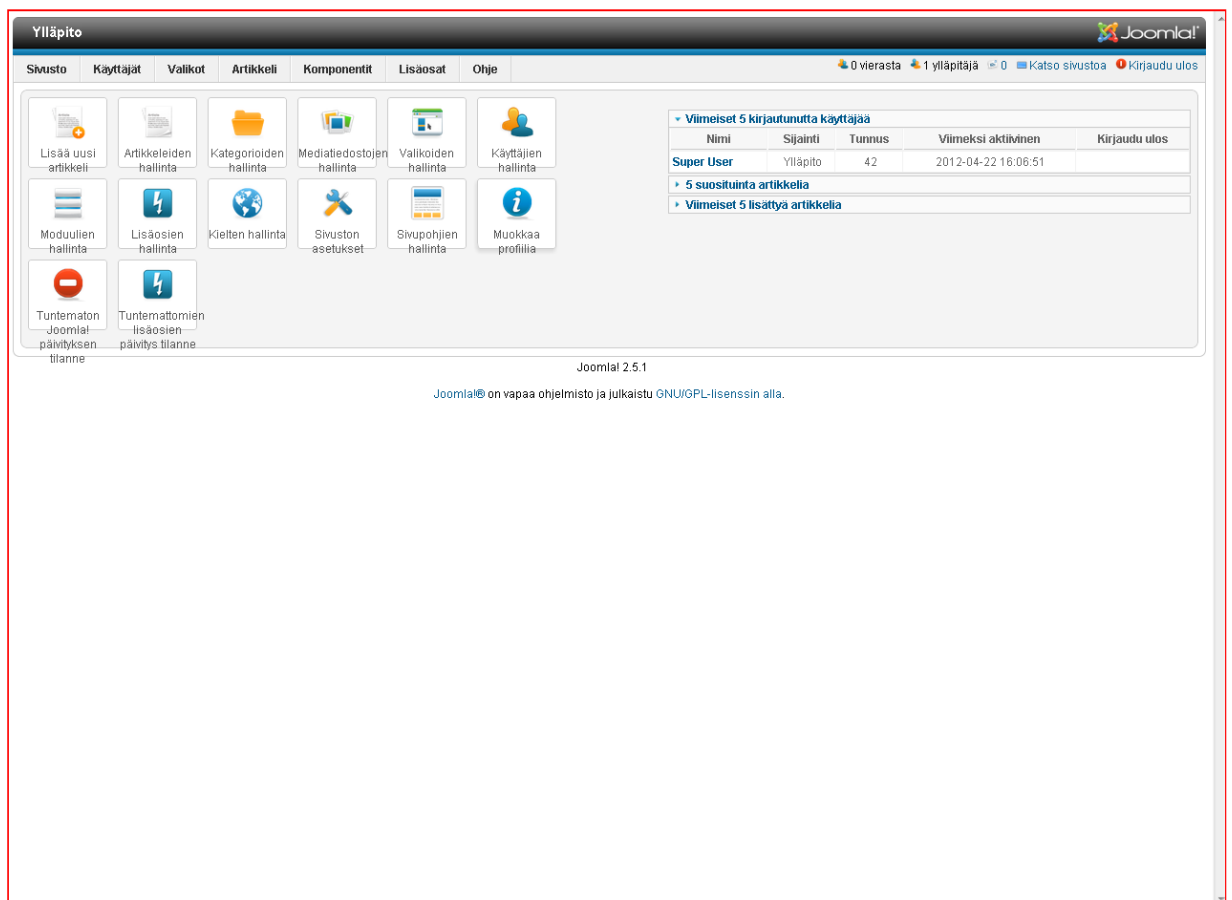 Ylläpito
Joomla!
Sivusto Käyttäjät Valikot Artikkeli Komponentit Lisäosat Ohje
0 vierasta 1 ylläpitäjä 0 Katso sivustoa Kirjaudu ulos
Lisää uusi artikkeli
Artikkeleiden hallinta
Kategorioiden hallinta
Mediatiedostojen hallinta
Valikoiden hallinta
Käyttäjien hallinta
Moduulien hallinta
Lisäosien hallinta
Kielten hallinta
Sivuston asetukset
Sivupohjien hallinta
Muokkaa profiilia
Tuntematon Joomla! päivityksen tilanne
Tuntemattomien lisäosien päivitys tilanne
Viimeiset 5 kirjautunutta käyttäjää
Nimi Sijainti Tunnus Viimeksi aktiivinen Kirjaudu ulos
Super User Ylläpito 42 2012-04-22 16:06:51
5 suosituinta artikkelia
Viimeiset 5 lisättyä artikkelia
Joomla! 2.5.1
Joomla!® on vapaa ohjelmisto ja julkaistu GNU/GPL-lisenssin alla.